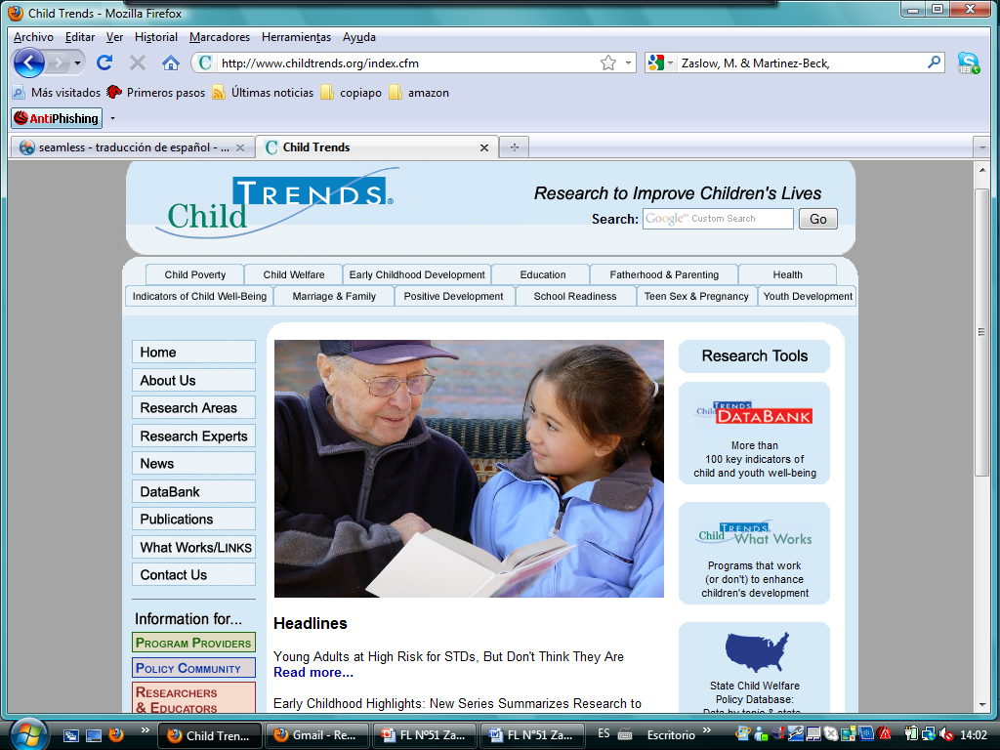 Child Trends - Mozilla Firefox
Archivo Editar Ver Historial Marcadores Herramientas Ayuda
http://www.childtrends.org/index.cfm
Zaslow, M. & Martinez-Beck,
Más visitados Primeros pasos Últimas noticias copiapo amazon
AntiPhishing
seamless - traducción de español - ...
Child Trends
Child TRENDS®
Research to Improve Children's Lives
Search: Google™ Custom Search Go
Child Poverty Child Welfare Early Childhood Development Education Fatherhood & Parenting Health
Indicators of Child Well-Being Marriage & Family Positive Development School Readiness Teen Sex & Pregnancy Youth Development
Home
About Us
Research Areas
Research Experts
News
DataBank
Publications
What Works/LINKS
Contact Us
Information for...
PROGRAM PROVIDERS
POLICY COMMUNITY
RESEARCHERS
& EDUCATORS
Headlines
Young Adults at High Risk for STDs, But Don't Think They Are
Read more...
Early Childhood Highlights: New Series Summarizes Research to
Research Tools
Child TRENDS
DATABANK
More than
100 key indicators of
child and youth well-being
Child TRENDS
What Works
Programs that work
(or don't) to enhance
children's development
State Child Welfare
Policy Database:
Data by topic & state
Child Tren...
Gmail - Re...
FL N°51 Za...
FL N°51 Za...
ES
Escritorio
14:02